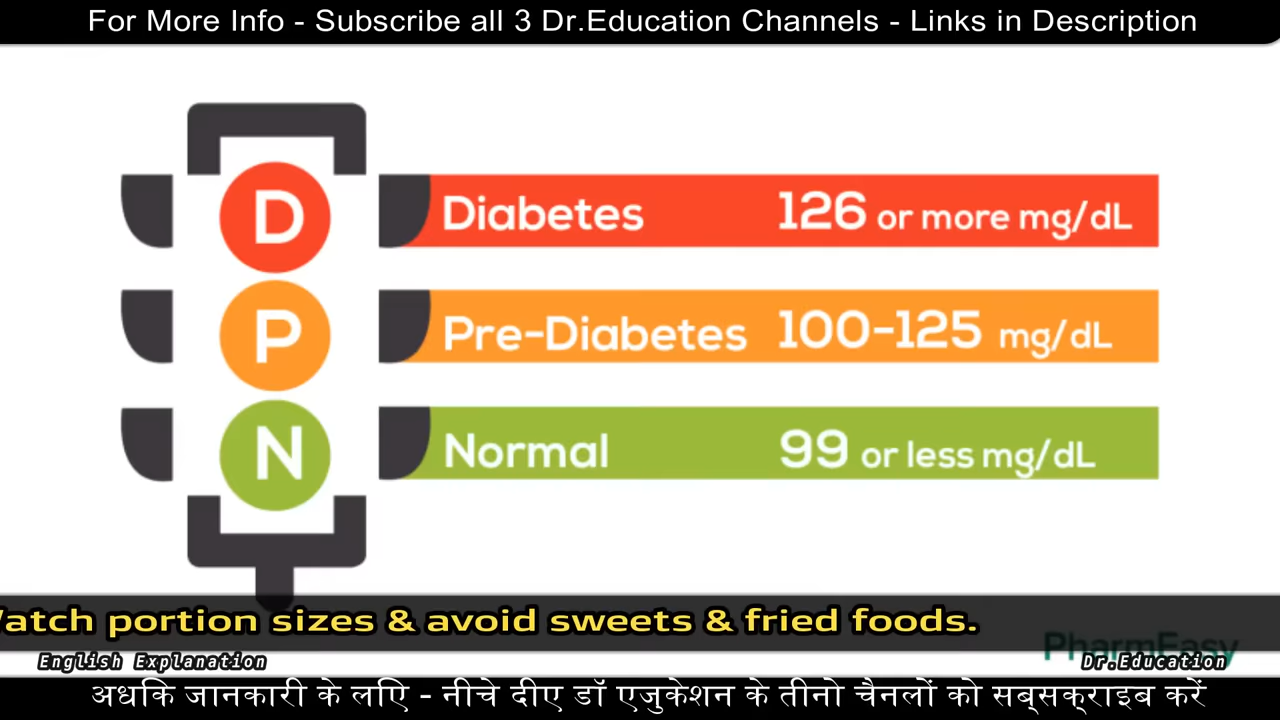 For More Info - Subscribe all 3 Dr.Education Channels - Links in Description
D Diabetes 126 or more mg/dL
P Pre-Diabetes 100-125 mg/dL
N Normal 99 or less mg/dL
Watch portion sizes & avoid sweets & fried foods.
PharmEasy
English Explanation Dr.Education
अधिक जानकारी के लिए - नीचे दीए डॉ एजुकेशन के तीनो चैनलों को सब्सक्राइब करें